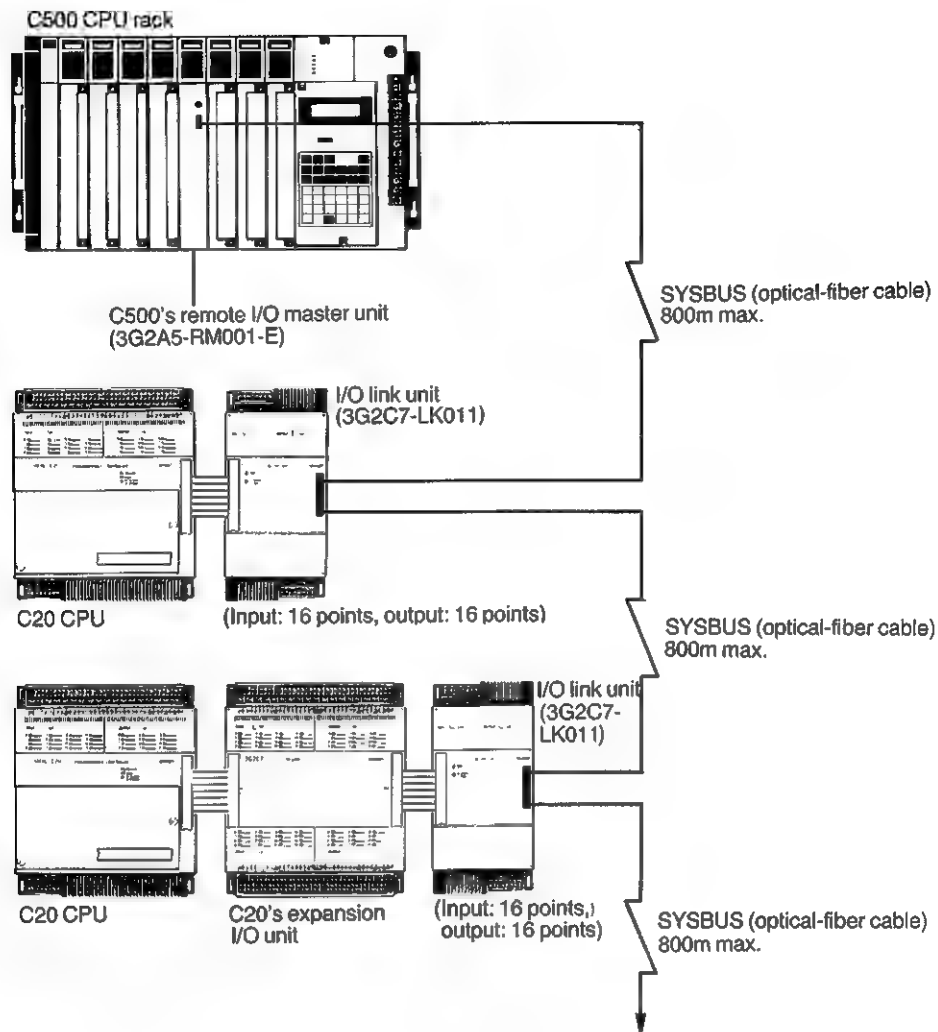 C500 CPU rack
SYSBUS (optical-fiber cable)
800m max.
C500's remote I/O master unit
(3G2A5-RM001-E)
I/O link unit
(3G2C7-LK011)
C20 CPU
(Input: 16 points, output: 16 points)
SYSBUS (optical-fiber cable)
800m max.
I/O link unit
(3G2C7-
LK011)
C20 CPU
C20's expansion
I/O unit
(Input: 16 points,
output: 16 points)
SYSBUS (optical-fiber cable)
800m max.